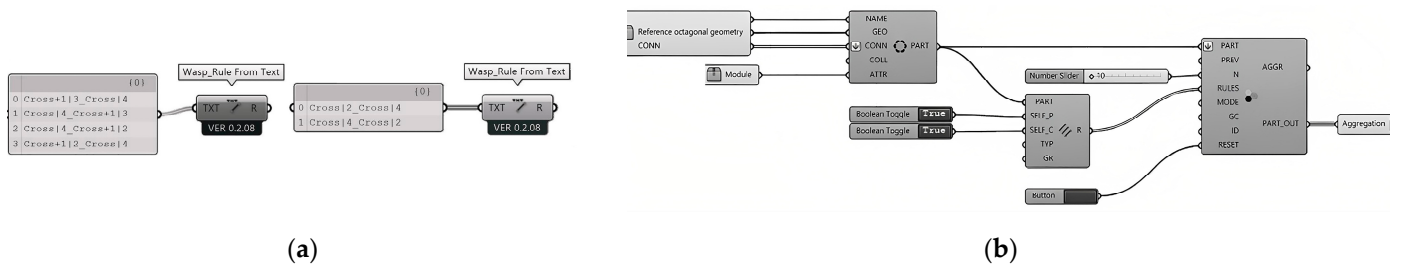 {0}
0 Cross+1|3_Cross|4
1 Cross|4_Cross+1|3
2 Cross|4_Cross+1|2
3 Cross+1|2_Cross|4
Wasp_Rule From Text
TXT R
VER 0.2.08
{0}
0 Cross|2_Cross|4
1 Cross|4_Cross|2
Wasp_Rule From Text
TXT R
VER 0.2.08
(a)
Reference octagonal geometry
CONN
Module
NAME
GEO
CONN
COLL
ATTR
PART
Number Slider
10
Boolean Toggle True
Boolean Toggle True
PART
SELF_P
SELF_C
TYP
GR
R
Button
PART
PREV
N
RULES
MODE
GC
ID
RESET
AGGR
PART_OUT
Aggregation
(b)